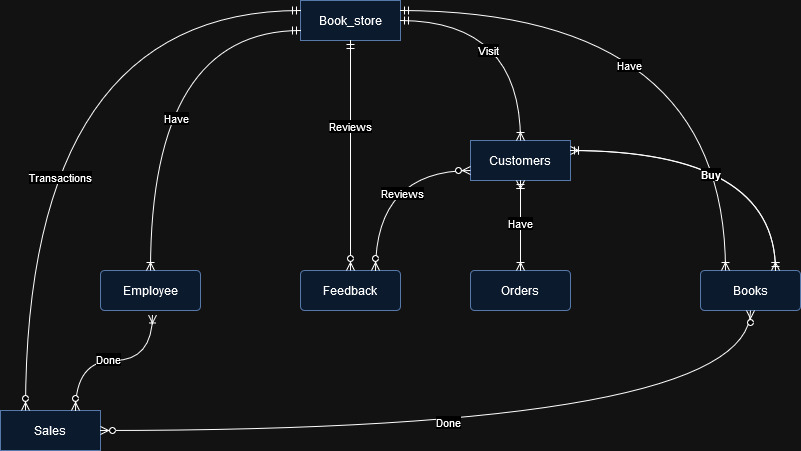 Book_store
Visit
Have
Have
Reviews
Customers
Buy
Transactions
Reviews
Have
Employee
Feedback
Orders
Books
Done
Done
Sales